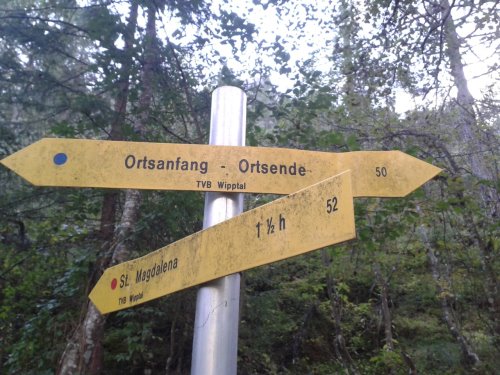 Ortsanfang - Ortsende 50
TVB Wipptal
St. Magdalena 1 ½ h 52
TVB Wipptal